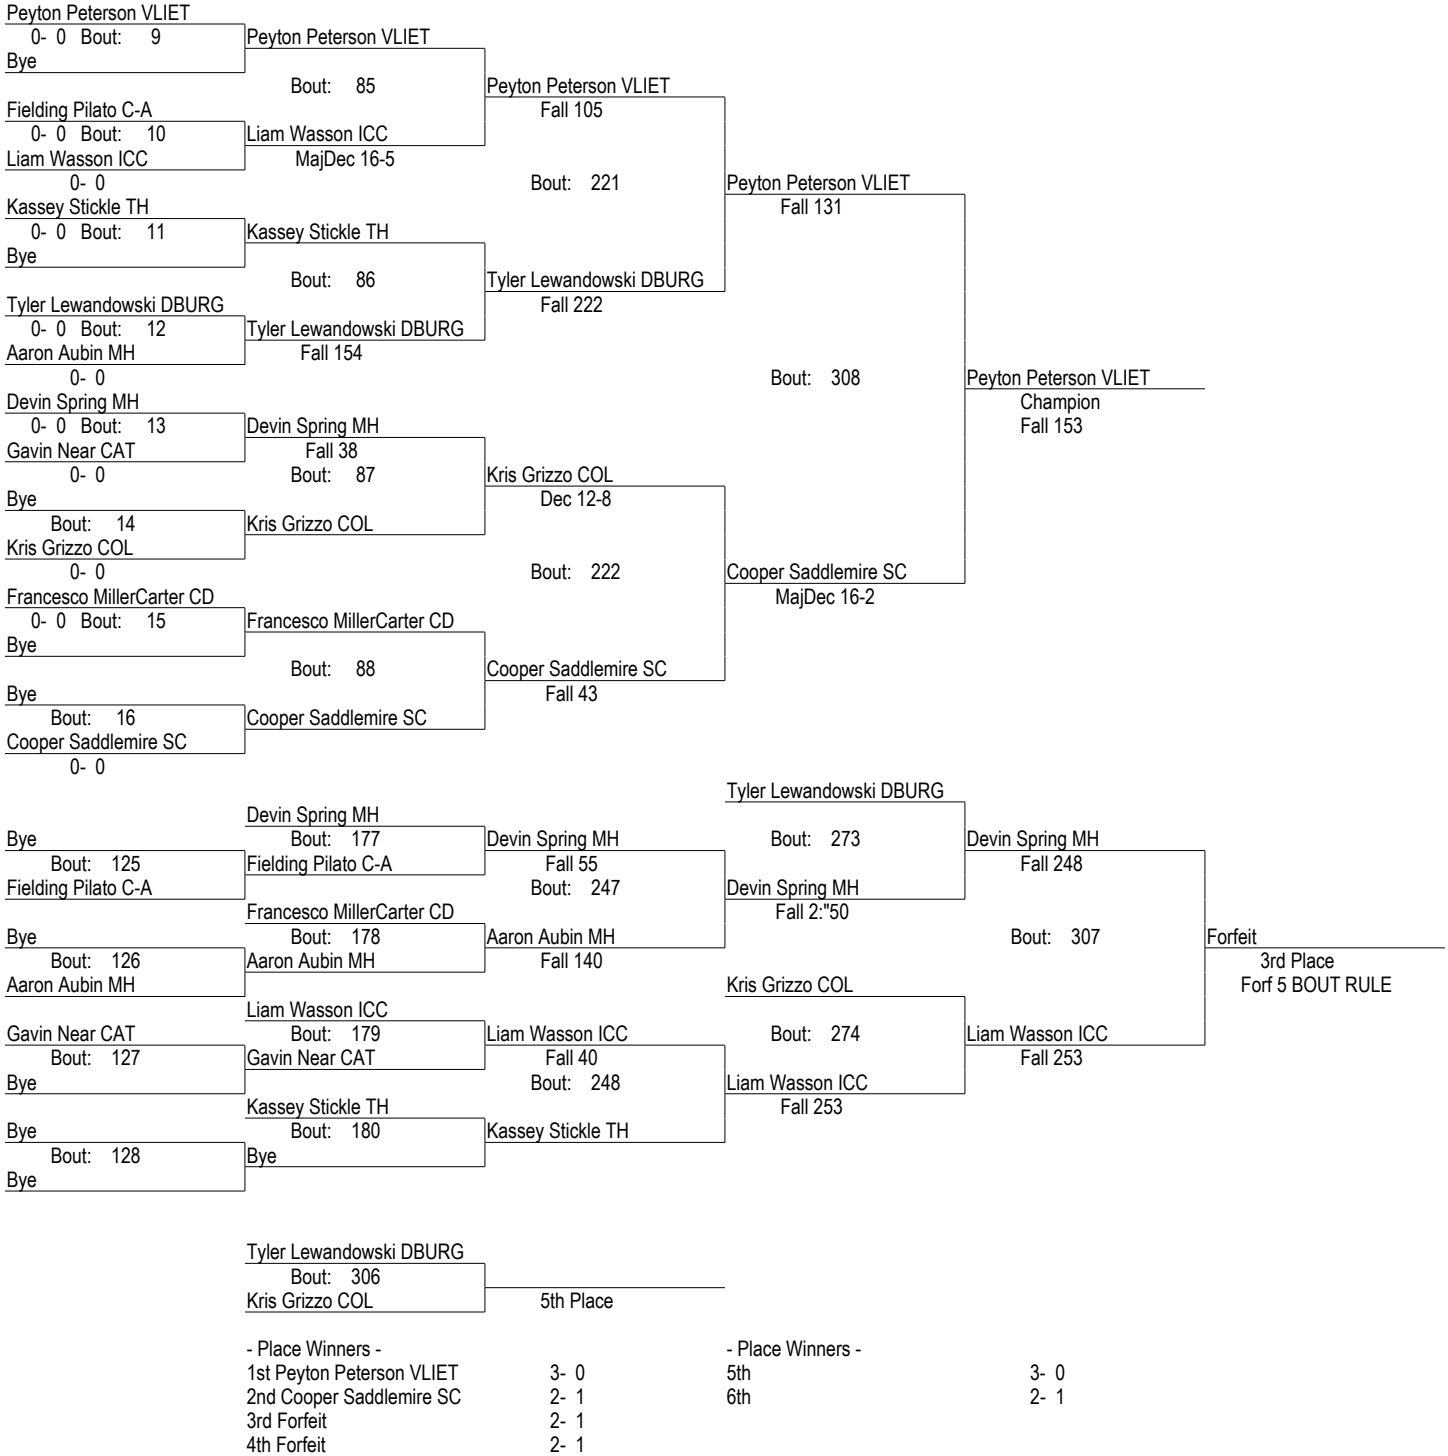 Peyton Peterson VLIET
0- 0 Bout: 9 Peyton Peterson VLIET
Bye
Bout: 85 Peyton Peterson VLIET
Fielding Pilato C-A Fall 105
0- 0 Bout: 10 Liam Wasson ICC
Liam Wasson ICC MajDec 16-5
0- 0 Bout: 221 Peyton Peterson VLIET
Kassey Stickle TH Fall 131
0- 0 Bout: 11 Kassey Stickle TH
Bye
Bout: 86 Tyler Lewandowski DBURG
Tyler Lewandowski DBURG Fall 222
0- 0 Bout: 12 Tyler Lewandowski DBURG
Aaron Aubin MH Fall 154
0- 0 Bout: 308 Peyton Peterson VLIET
Devin Spring MH Champion
0- 0 Bout: 13 Devin Spring MH Fall 153
Gavin Near CAT Fall 38
0- 0 Bout: 87 Kris Grizzo COL
Bye Dec 12-8
Bout: 14 Kris Grizzo COL
Kris Grizzo COL
0- 0 Bout: 222 Cooper Saddlemire SC
Francesco MillerCarter CD MajDec 16-2
0- 0 Bout: 15 Francesco MillerCarter CD
Bye
Bout: 88 Cooper Saddlemire SC
Bye Fall 43
Bout: 16 Cooper Saddlemire SC
Cooper Saddlemire SC
0- 0
Tyler Lewandowski DBURG
Devin Spring MH
Bye Bout: 177 Devin Spring MH Bout: 273 Devin Spring MH
Bout: 125 Fielding Pilato C-A Fall 55 Fall 248
Fielding Pilato C-A Bout: 247 Devin Spring MH
Francesco MillerCarter CD Fall 2:"50
Bye Bout: 178 Aaron Aubin MH Bout: 307 Forfeit
Bout: 126 Aaron Aubin MH Fall 140 3rd Place
Aaron Aubin MH Kris Grizzo COL Forf 5 BOUT RULE
Liam Wasson ICC
Gavin Near CAT Bout: 179 Liam Wasson ICC Bout: 274 Liam Wasson ICC
Bout: 127 Gavin Near CAT Fall 40 Fall 253
Bye Bout: 248 Liam Wasson ICC
Kassey Stickle TH Fall 253
Bye Bout: 180 Kassey Stickle TH
Bout: 128 Bye
Bye
Tyler Lewandowski DBURG
Bout: 306
Kris Grizzo COL 5th Place
- Place Winners - - Place Winners -
1st Peyton Peterson VLIET 3- 0 5th 3- 0
2nd Cooper Saddlemire SC 2- 1 6th 2- 1
3rd Forfeit 2- 1
4th Forfeit 2- 1